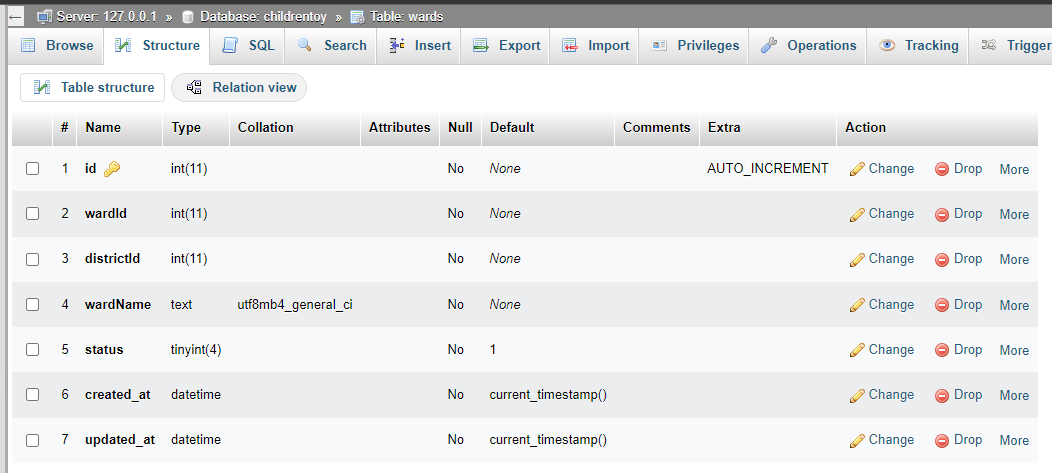 Server: 127.0.0.1 » Database: childrentoy » Table: wards
Browse Structure SQL Search Insert Export Import Privileges Operations Tracking Trigger
Table structure Relation view
# Name Type Collation Attributes Null Default Comments Extra Action
1 id int(11) No None AUTO_INCREMENT Change Drop More
2 wardId int(11) No None Change Drop More
3 districtId int(11) No None Change Drop More
4 wardName text utf8mb4_general_ci No None Change Drop More
5 status tinyint(4) No 1 Change Drop More
6 created_at datetime No current_timestamp() Change Drop More
7 updated_at datetime No current_timestamp() Change Drop More